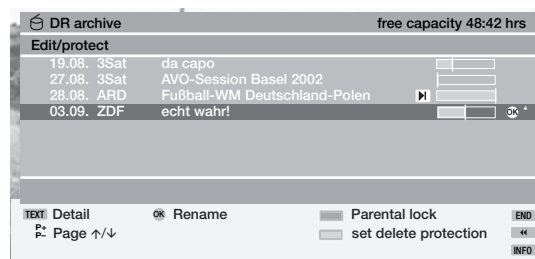 DR archive free capacity 48:42 hrs
Edit/protect
19.08. 3Sat da capo
27.08. 3Sat AVO-Session Basel 2002
28.08. ARD Fußball-WM Deutschland-Polen
03.09. ZDF echt wahr! OK
TEXT Detail OK Rename Parental lock END
P+ P– Page ↑/↓ set delete protection
INFO